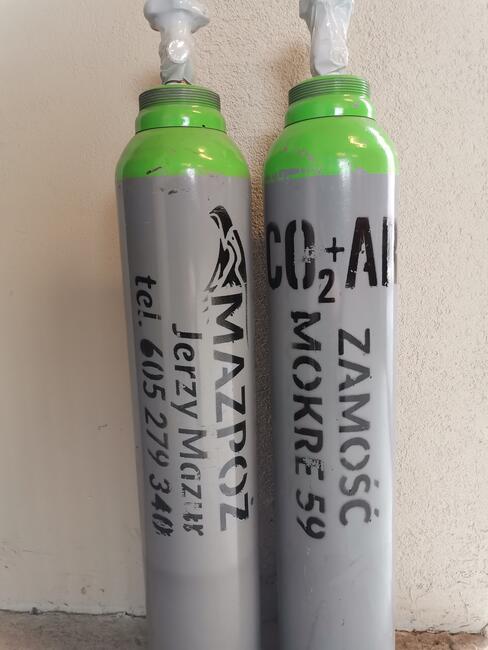 MAZPOŻ
Jerzy Mazur
tel. 605 279 340
CO2+AR
ZAMOŚĆ
MOKRE 59